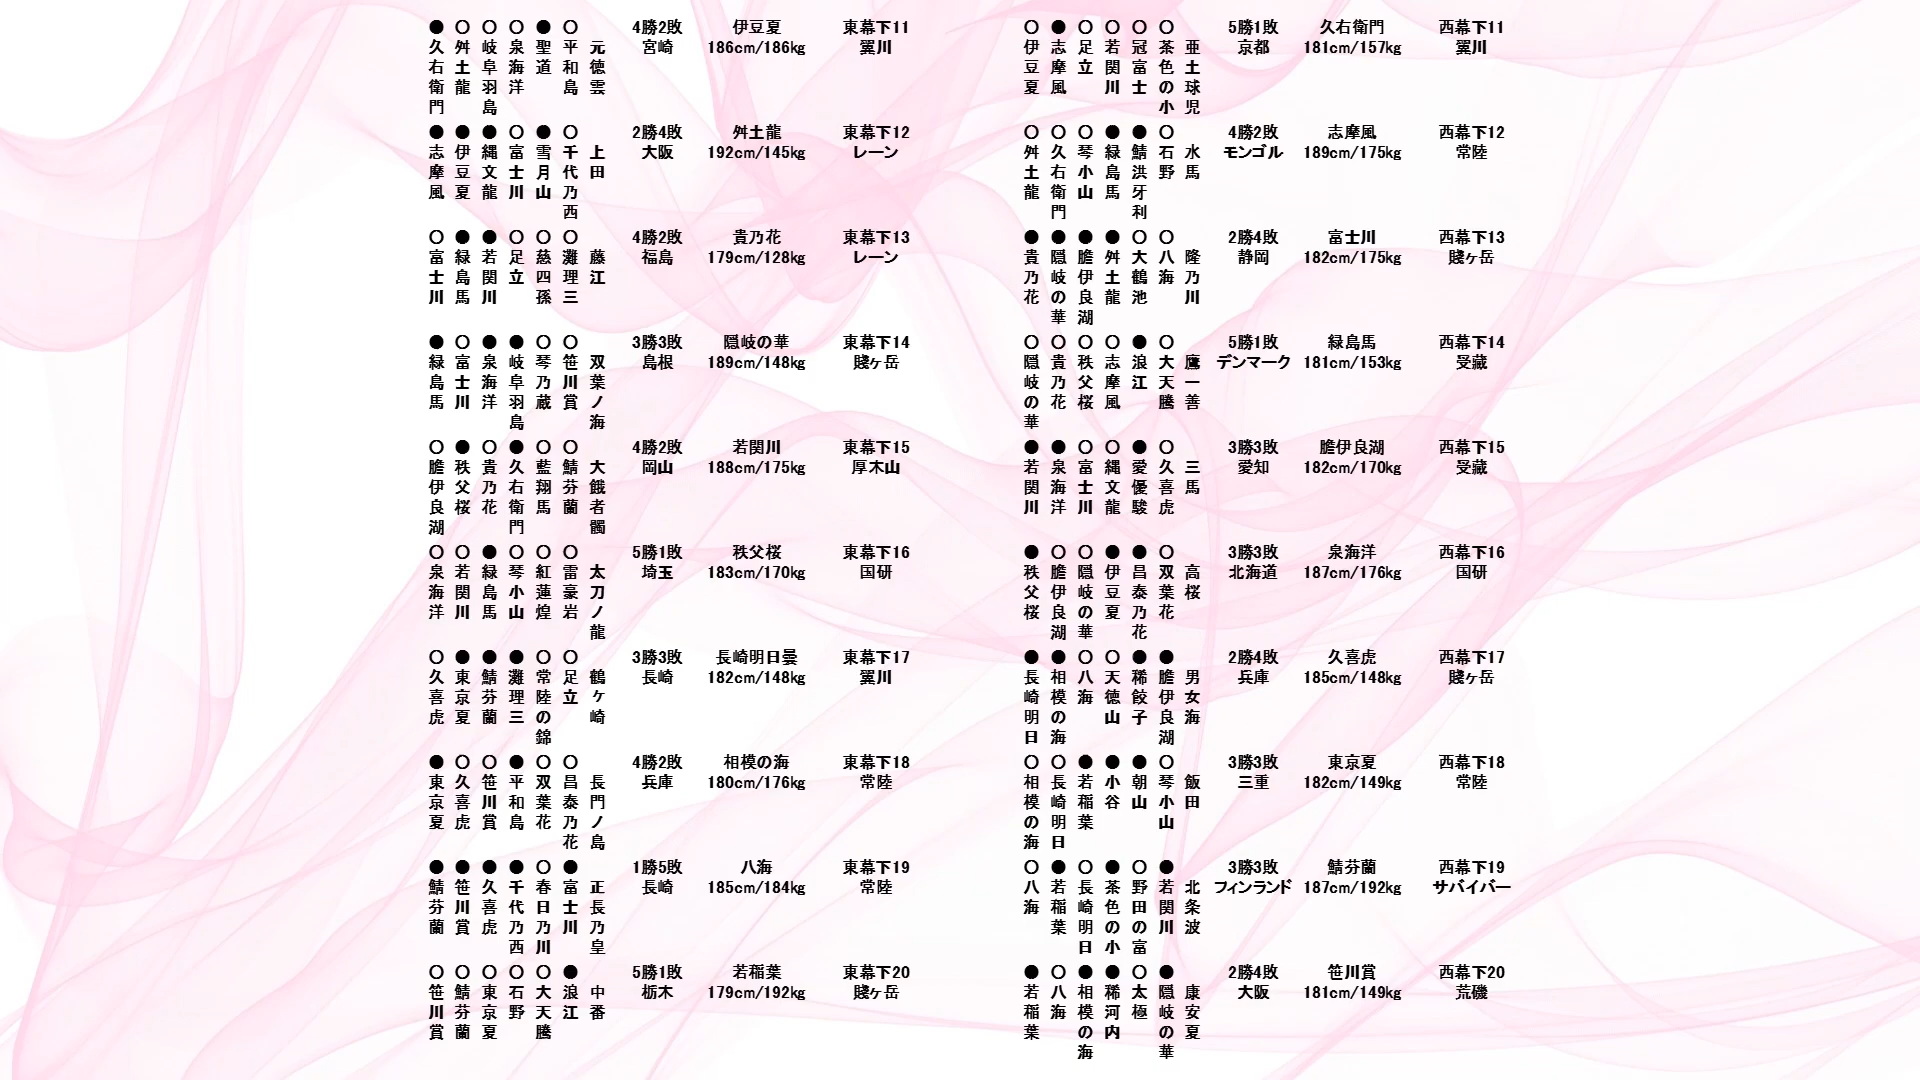 ●〇〇〇●〇 4勝2敗 伊豆夏 東幕下11
久右衛門 舛土龍 岐阜羽島 泉海洋 聖道 平和島 元徳雲 宮崎 186cm/186kg 翼川
〇●〇〇〇〇 5勝1敗 久右衛門 西幕下11
伊豆夏 志摩風 足立 若関川 冠富士 茶色の小 亜土球児 京都 181cm/157kg 翼川
●●●〇●〇 2勝4敗 舛土龍 東幕下12
志摩風 伊豆夏 縄文龍 富士川 雪月山 千代乃西 上田 大阪 192cm/145kg レーン
〇〇〇●●〇 4勝2敗 志摩風 西幕下12
舛土龍 久右衛門 琴小山 緑島馬 鯖洪牙利 石野 水馬 モンゴル 189cm/175kg 常陸
〇●●〇〇〇 4勝2敗 貴乃花 東幕下13
富士川 緑島馬 若関川 足立 慈四孫 灘理三 藤江 福島 179cm/128kg レーン
●●●●〇〇 2勝4敗 富士川 西幕下13
貴乃花 隠岐の華 膽伊良湖 舛土龍 大鶴池 八海 隆乃川 静岡 182cm/175kg 賤ヶ岳
●〇●●〇〇 3勝3敗 隠岐の華 東幕下14
緑島馬 富士川 泉海洋 岐阜羽島 琴乃蔵 笹川賞 双葉ノ海 島根 189cm/148kg 賤ヶ岳
〇〇〇〇●〇 5勝1敗 緑島馬 西幕下14
隠岐の華 貴乃花 秩父桜 志摩風 浪江 大天騰 鷹一善 デンマーク 181cm/153kg 受蔵
〇●〇●〇〇 4勝2敗 若関川 東幕下15
膽伊良湖 秩父桜 貴乃花 久右衛門 藍翔馬 鯖芬蘭 大餓者髑 岡山 188cm/175kg 厚木山
●●〇〇●〇 3勝3敗 膽伊良湖 西幕下15
若関川 泉海洋 富士川 縄文龍 愛優駿 久喜虎 三馬 愛知 182cm/170kg 受蔵
〇〇●〇〇〇 5勝1敗 秩父桜 東幕下16
泉海洋 若関川 緑島馬 琴小山 紅蓮煌 雷豪岩 太刀ノ龍 埼玉 183cm/170kg 国研
●〇〇●●〇 3勝3敗 泉海洋 西幕下16
秩父桜 膽伊良湖 隠岐の華 伊豆夏 昌泰乃花 双葉花 高桜 北海道 187cm/176kg 国研
〇●●●〇〇 3勝3敗 長崎明日曇 東幕下17
久喜虎 東京夏 鯖芬蘭 灘理三 常陸の錦 足立 鶴ヶ崎 長崎 182cm/148kg 翼川
●●〇〇●● 2勝4敗 久喜虎 西幕下17
長崎明日 相模の海 八海 天徳山 稀餃子 膽伊良湖 男女海 兵庫 185cm/148kg 賤ヶ岳
●〇〇●〇〇 4勝2敗 相模の海 東幕下18
東京夏 久喜虎 笹川賞 平和島 双葉花 昌泰乃花 長門ノ島 兵庫 180cm/176kg 常陸
〇〇●●●〇 3勝3敗 東京夏 西幕下18
相模の海 長崎明日 若稲葉 小谷 朝山 琴小山 飯田 三重 182cm/149kg 常陸
●●●●〇● 1勝5敗 八海 東幕下19
鯖芬蘭 笹川賞 久喜虎 千代乃西 春日乃川 富士川 正長乃皇 長崎 185cm/184kg 常陸
〇●〇●〇● 3勝3敗 鯖芬蘭 西幕下19
八海 若稲葉 長崎明日 茶色の小 野田の富 若関川 北条波 フィンランド 187cm/192kg サバイバー
〇〇〇〇〇● 5勝1敗 若稲葉 東幕下20
笹川賞 鯖芬蘭 東京夏 石野 大天騰 浪江 中番 栃木 179cm/192kg 賤ヶ岳
●〇●●〇● 2勝4敗 笹川賞 西幕下20
若稲葉 八海 相模の海 稀河内 太極 隠岐の華 康安夏 大阪 181cm/149kg 荒磯